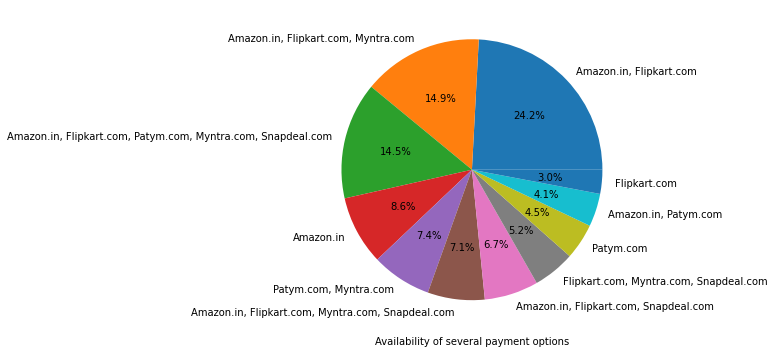 Amazon.in, Flipkart.com, Myntra.com
Amazon.in, Flipkart.com
14.9%
24.2%
Amazon.in, Flipkart.com, Patym.com, Myntra.com, Snapdeal.com
14.5%
3.0%
Flipkart.com
4.1%
8.6%
Amazon.in, Patym.com
4.5%
5.2%
7.4%
Amazon.in
6.7%
7.1%
Patym.com
Flipkart.com, Myntra.com, Snapdeal.com
Patym.com, Myntra.com
Amazon.in, Flipkart.com, Snapdeal.com
Amazon.in, Flipkart.com, Myntra.com, Snapdeal.com
Availability of several payment options